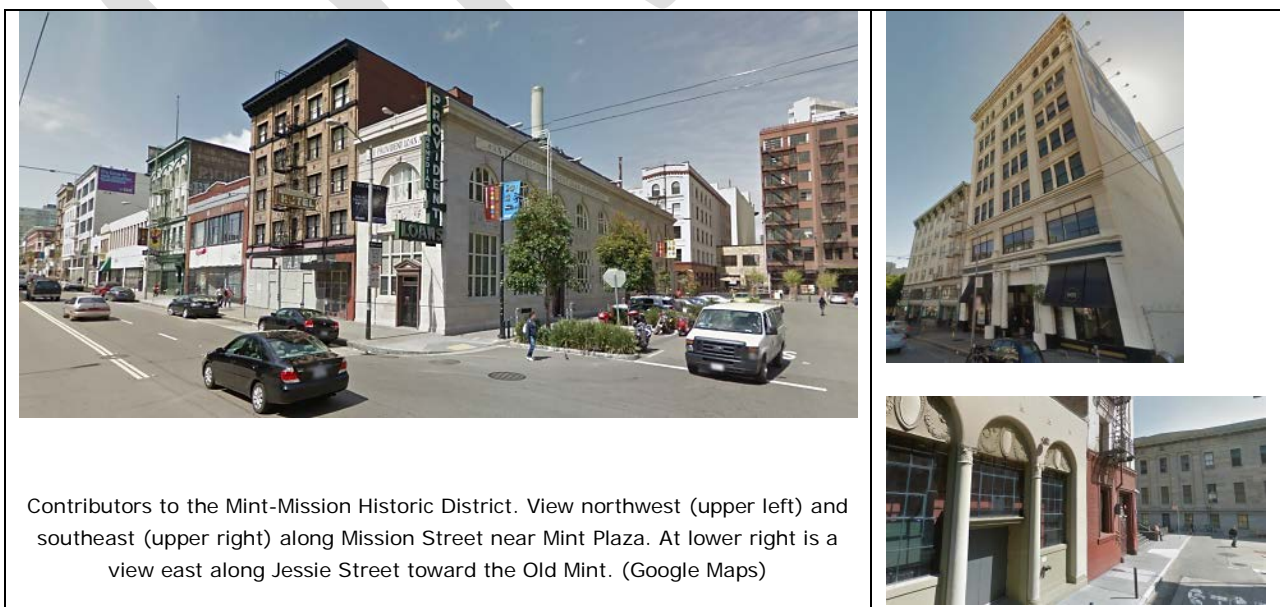 PROVIDENT LOAN
PROVIDENT
LOANS
HOTEL
Contributors to the Mint-Mission Historic District. View northwest (upper left) and
southeast (upper right) along Mission Street near Mint Plaza. At lower right is a
view east along Jessie Street toward the Old Mint. (Google Maps)